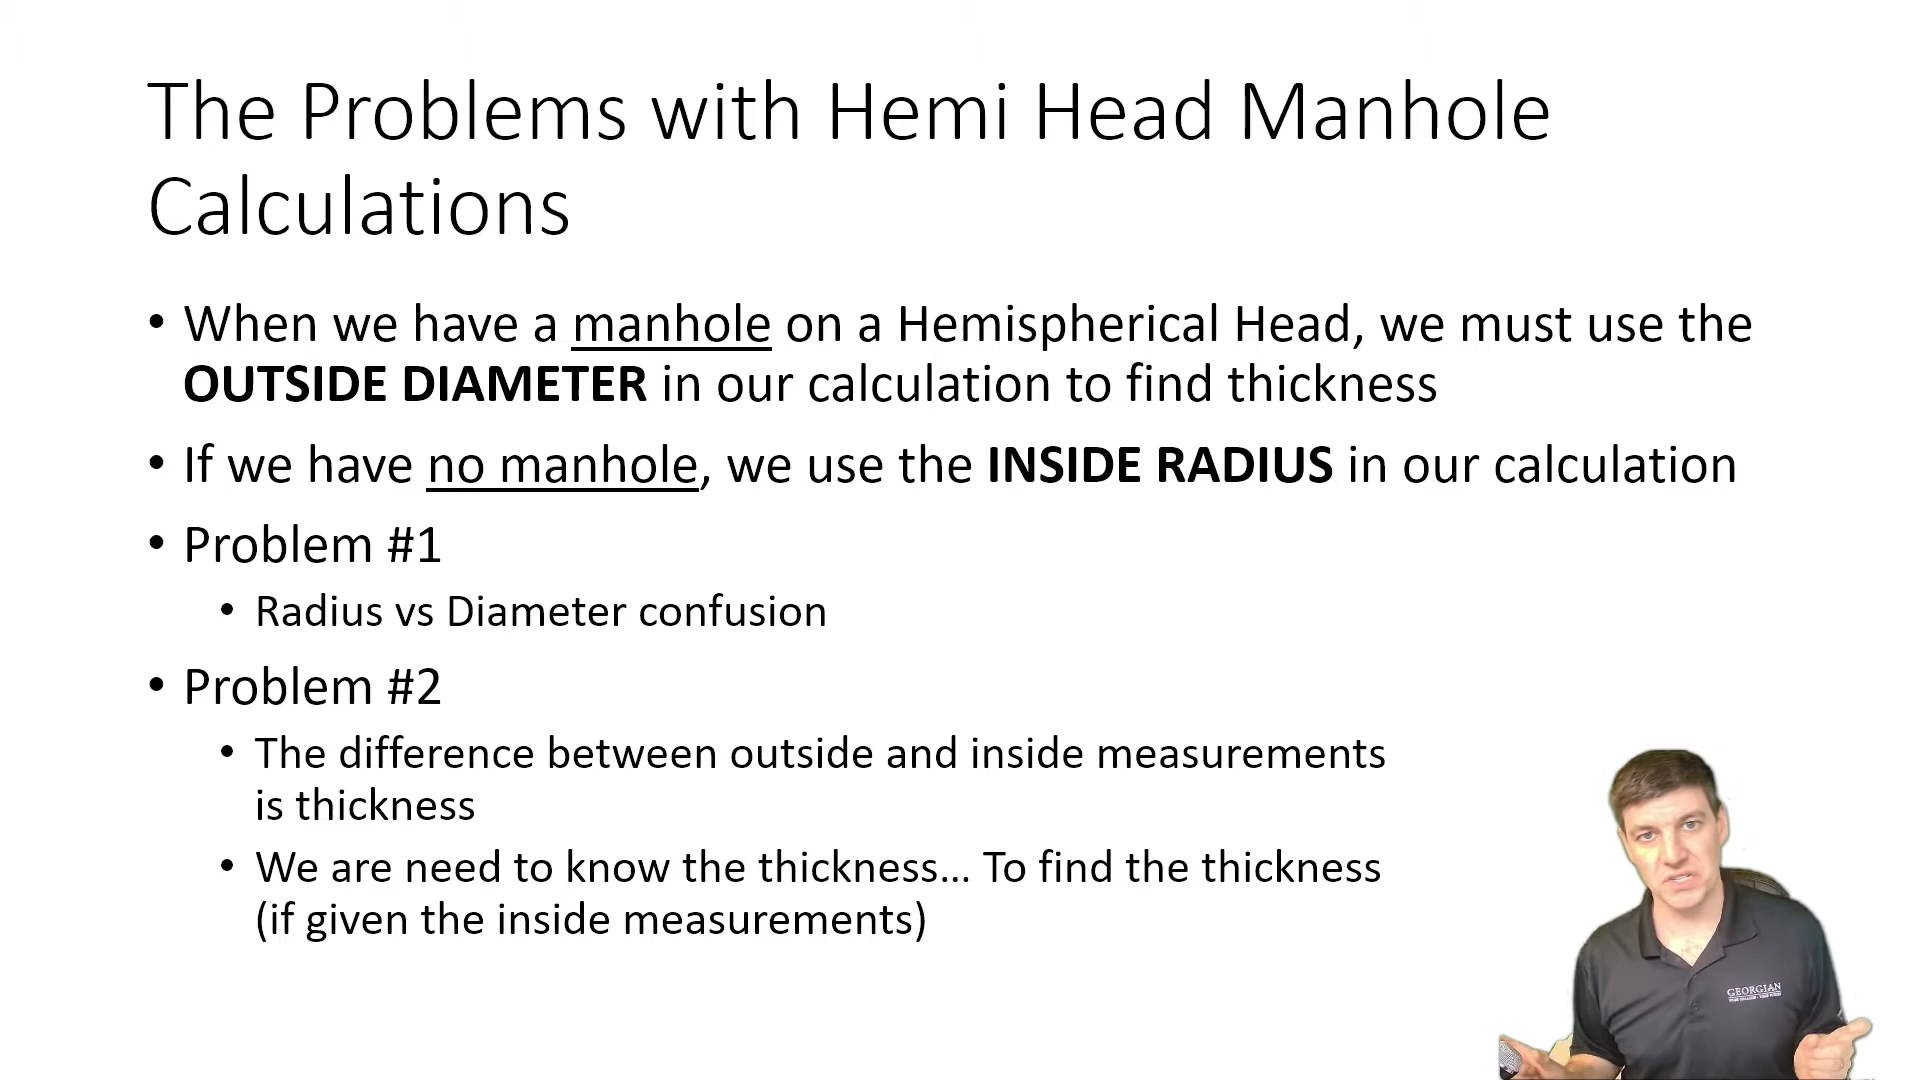 The Problems with Hemi Head Manhole
Calculations
• When we have a manhole on a Hemispherical Head, we must use the
OUTSIDE DIAMETER in our calculation to find thickness
• If we have no manhole, we use the INSIDE RADIUS in our calculation
• Problem #1
• Radius vs Diameter confusion
• Problem #2
• The difference between outside and inside measurements
is thickness
• We are need to know the thickness... To find the thickness
(if given the inside measurements)
GEORGIAN